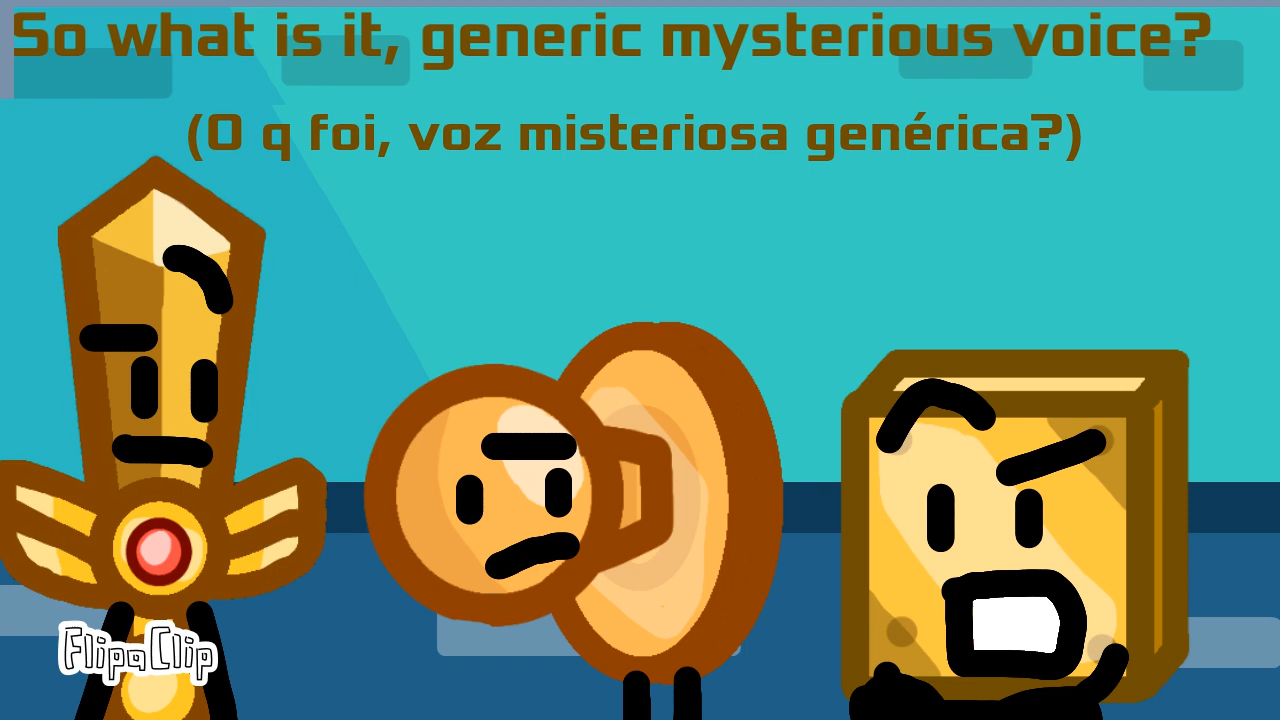 So what is it, generic mysterious voice?
(O q foi, voz misteriosa genérica?)
FlipaClip